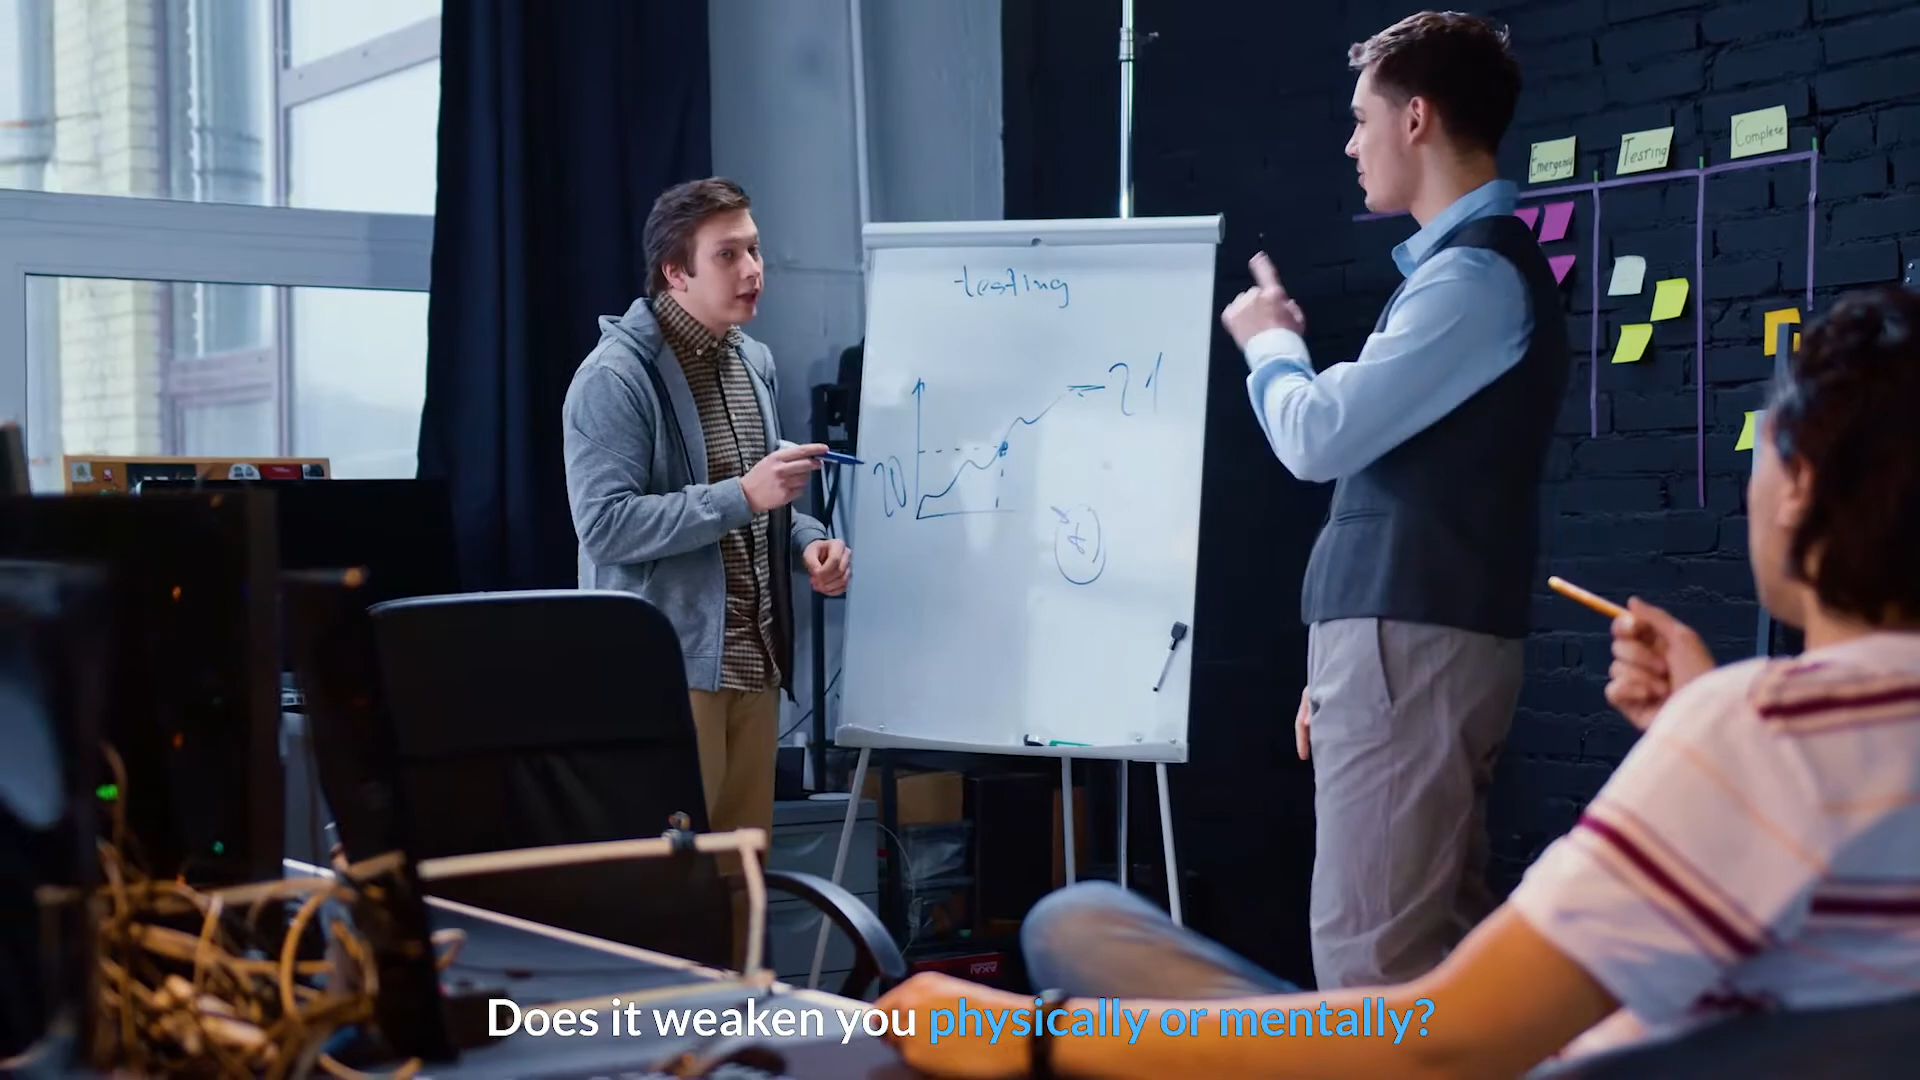 Emergency
Testing
Complete
testing
21
20
Does it weaken you physically or mentally?